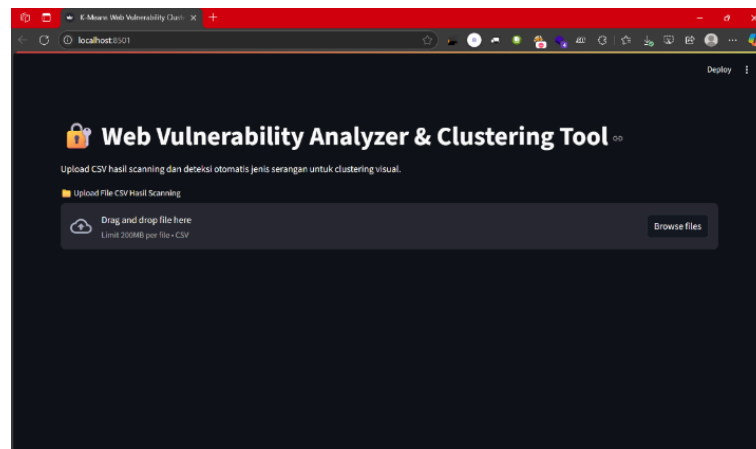 K-Means Web Vulnerability Clust
localhost:8501
Deploy
Web Vulnerability Analyzer & Clustering Tool
Upload CSV hasil scanning dan deteksi otomatis jenis serangan untuk clustering visual.
Upload File CSV Hasil Scanning
Drag and drop file here
Limit 200MB per file • CSV
Browse files